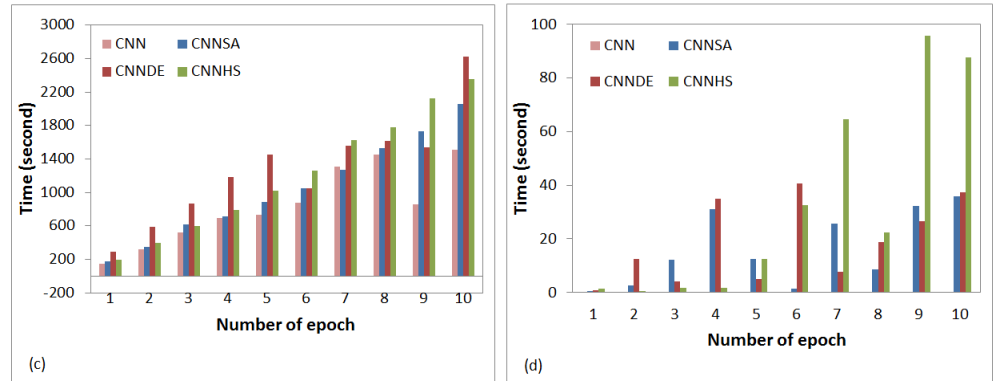 3000
2600
2200
1800
1400
1000
600
200
-200
Time (second)
CNN CNNSA
CNNDE CNNHS
1 2 3 4 5 6 7 8 9 10
Number of epoch
(c)
100
80
60
40
20
0
Time (second)
CNN CNNSA
CNNDE CNNHS
1 2 3 4 5 6 7 8 9 10
Number of epoch
(d)